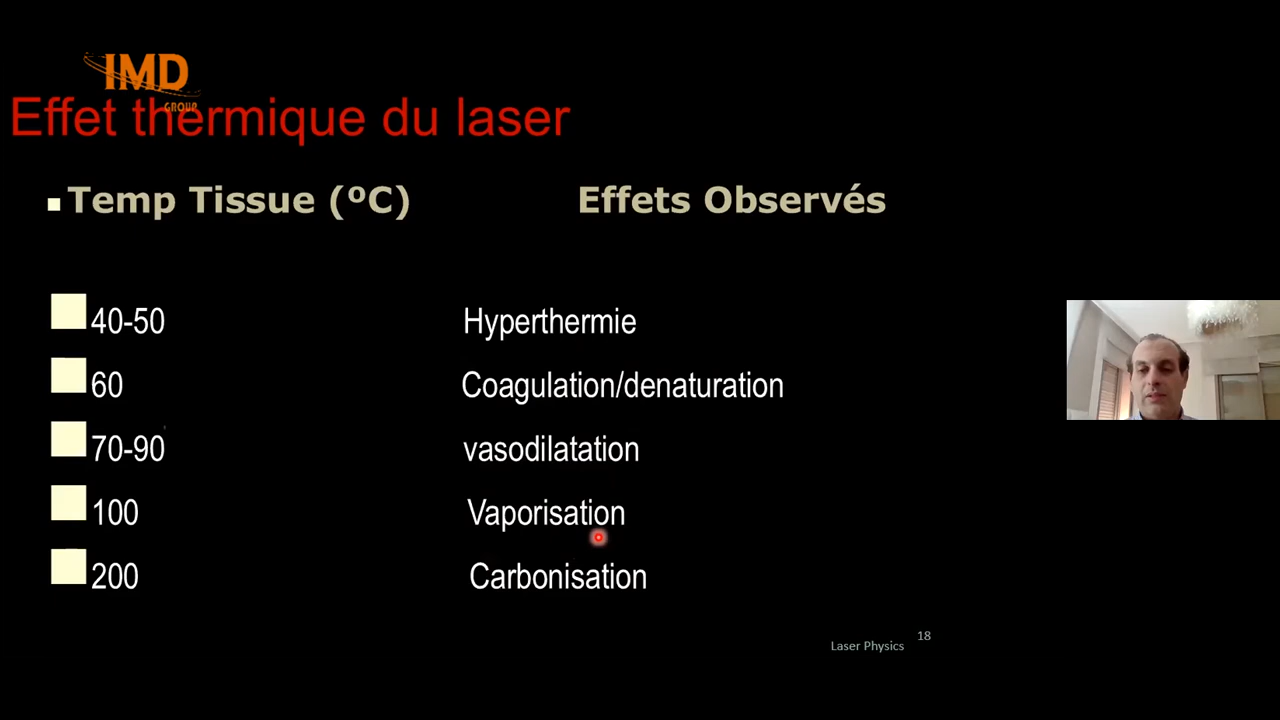 IMD
GROUP
Effet thermique du laser
Temp Tissue (ºC) Effets Observés
40-50 Hyperthermie
60 Coagulation/denaturation
70-90 vasodilatation
100 Vaporisation
200 Carbonisation
Laser Physics 18